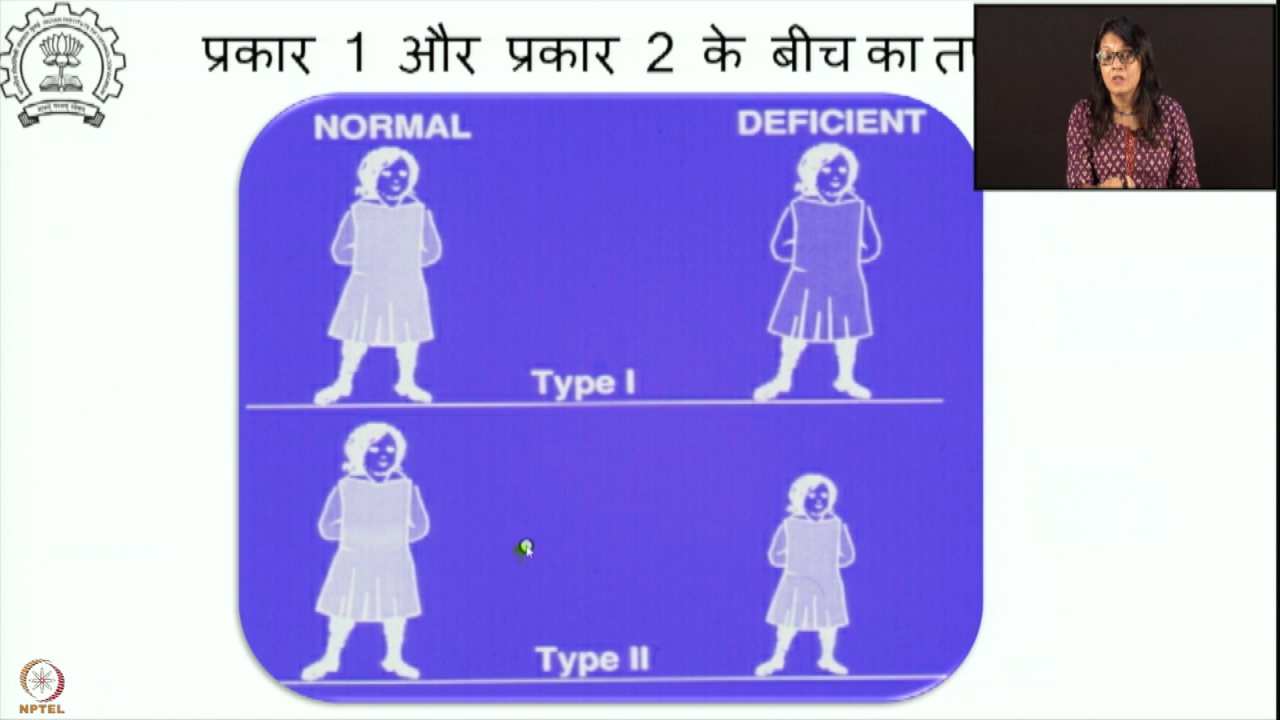 प्रकार 1 और प्रकार 2 के बीच का
NORMAL
DEFICIENT
Type I
Type II
NPTEL